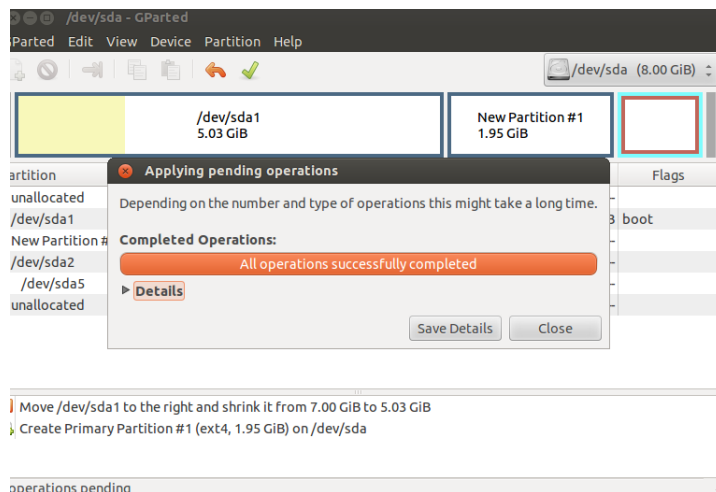 /dev/sda - GParted
GParted Edit View Device Partition Help
/dev/sda (8.00 GiB)
/dev/sda1
5.03 GiB
New Partition #1
1.95 GiB
artition
Flags
unallocated
/dev/sda1
boot
New Partition #
/dev/sda2
/dev/sda5
unallocated
Applying pending operations
Depending on the number and type of operations this might take a long time.
Completed Operations:
All operations successfully completed
Details
Save Details Close
Move /dev/sda1 to the right and shrink it from 7.00 GiB to 5.03 GiB
Create Primary Partition #1 (ext4, 1.95 GiB) on /dev/sda
operations pending